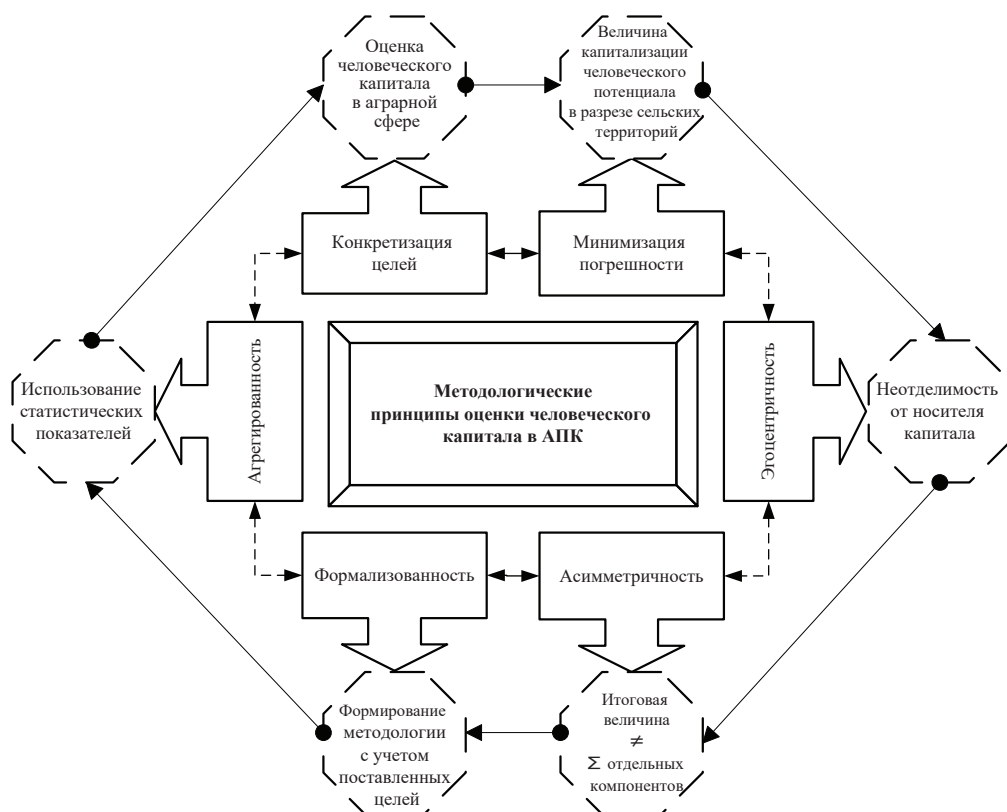 Оценка
человеческого
капитала
в аграрной
сфере
Величина
капитализации
человеческого
потенциала
в разрезе сельских
территорий
Конкретизация
целей
Минимизация
погрешности
Использование
статистических
показателей
Агрегированность
Методологические
принципы оценки человеческого
капитала в АПК
Эгоцентричность
Неотделимость
от носителя
капитала
Формализованность
Асимметричность
Формирование
методологии
с учетом
поставленных
целей
Итоговая
величина
≠
Σ отдельных
компонентов